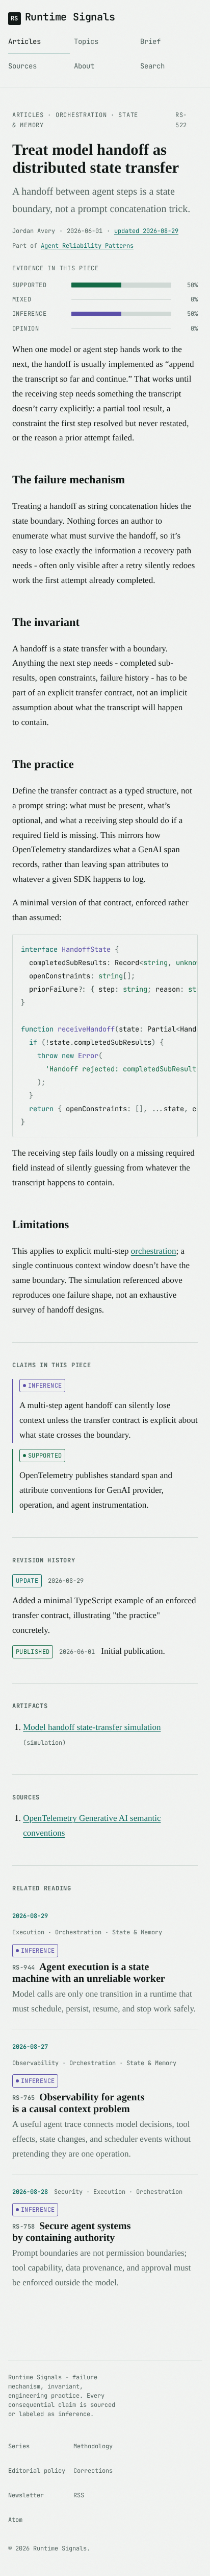 RS Runtime Signals
Articles Topics Brief
Sources About Search
ARTICLES · ORCHESTRATION · STATE & MEMORY
RS-522
Treat model handoff as
distributed state transfer
A handoff between agent steps is a state
boundary, not a prompt concatenation trick.
Jordan Avery · 2026-06-01 · updated 2026-08-29
Part of Agent Reliability Patterns
EVIDENCE IN THIS PIECE
SUPPORTED 50%
MIXED 0%
INFERENCE 50%
OPINION 0%
When one model or agent step hands work to the
next, the handoff is usually implemented as “append
the transcript so far and continue.” That works until
the receiving step needs something the transcript
doesn’t carry explicitly: a partial tool result, a
constraint the first step resolved but never restated,
or the reason a prior attempt failed.
The failure mechanism
Treating a handoff as string concatenation hides the
state boundary. Nothing forces an author to
enumerate what must survive the handoff, so it’s
easy to lose exactly the information a recovery path
needs - often only visible after a retry silently redoes
work the first attempt already completed.
The invariant
A handoff is a transfer with a boundary.
Anything the next step needs - completed sub-
results, open constraints, failure history - has to be
part of an explicit transfer contract, not an implicit
assumption about what the transcript will happen
to contain.
The practice
Define the transfer contract as a typed structure, not
a prompt string: what must be present, what’s
optional, and what a receiving step should do if a
required field is missing. This mirrors how
OpenTelemetry standardizes what a GenAI span
records, rather than leaving span attributes to
whatever a given SDK happens to log.
A minimal version of that contract, enforced rather
than assumed:
interface HandoffState {
completedSubResults: Record<string, unknow
openConstraints: string[];
priorFailure?: { step: string; reason: str
}
function receiveHandoff(state: Partial<Hando
if (!state.completedSubResults) {
throw new Error(
'Handoff rejected: completedSubResults
);
}
return { openConstraints: [], ...state, co
}
The receiving step fails loudly on a missing required
field instead of silently guessing from whatever the
transcript happens to contain.
Limitations
This applies to explicit multi-step orchestration; a
single continuous context window doesn’t have the
same boundary. The simulation referenced above
reproduces one failure shape, not an exhaustive
survey of handoff designs.
CLAIMS IN THIS PIECE
INFERENCE
A multi-step agent handoff can silently lose
context unless the transfer contract is explicit about
what state crosses the boundary.
SUPPORTED
OpenTelemetry publishes standard span and
attribute conventions for GenAI provider,
operation, and agent instrumentation.
REVISION HISTORY
UPDATE 2026-08-29
Added a minimal TypeScript example of an enforced
transfer contract, illustrating "the practice"
concretely.
PUBLISHED 2026-06-01 Initial publication.
ARTIFACTS
1. Model handoff state-transfer simulation
(simulation)
SOURCES
1. OpenTelemetry Generative AI semantic
conventions
RELATED READING
2026-08-29
Execution · Orchestration · State & Memory
INFERENCE
RS-944 Agent execution is a state
machine with an unreliable worker
Model calls are only one transition in a runtime that
must schedule, persist, resume, and stop work safely.
2026-08-27
Observability · Orchestration · State & Memory
INFERENCE
RS-765 Observability for agents
is a causal context problem
A useful agent trace connects model decisions, tool
effects, state changes, and scheduler events without
pretending they are one operation.
2026-08-28 Security · Execution · Orchestration
INFERENCE
RS-758 Secure agent systems
by containing authority
Prompt boundaries are not permission boundaries;
tool capability, data provenance, and approval must
be enforced outside the model.
Runtime Signals - failure
mechanism, invariant,
engineering practice. Every
consequential claim is sourced
or labeled as inference.
Series Methodology
Editorial policy Corrections
Newsletter RSS
Atom
© 2026 Runtime Signals.